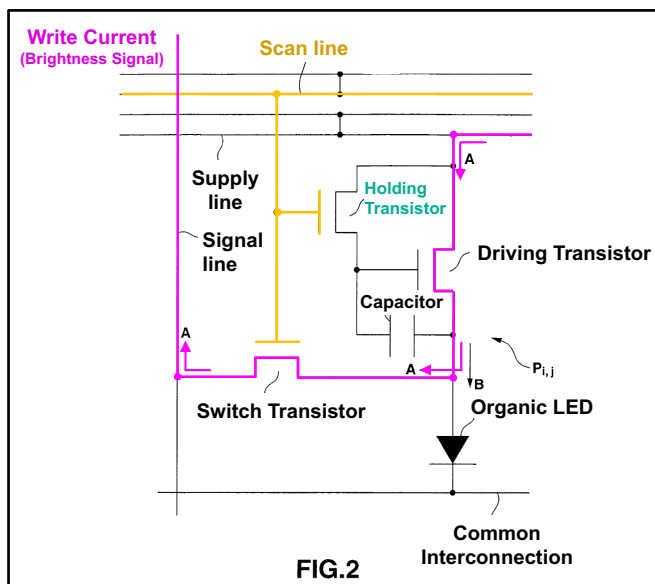 Write Current
(Brightness Signal)
Scan line
Supply
line
Signal
line
Holding
Transistor
A
Driving Transistor
Capacitor
A
A
B
Pi,j
Switch Transistor
Organic LED
Common
Interconnection
FIG.2